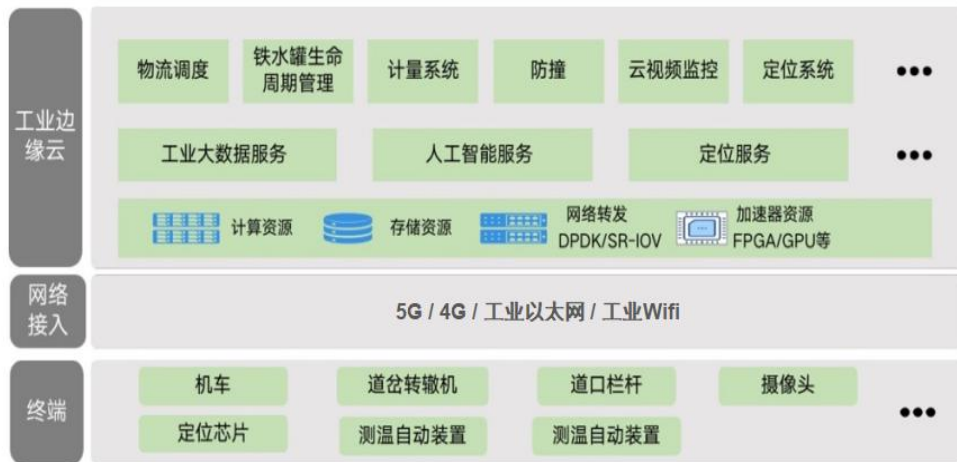 工业边
缘云
物流调度
铁水罐生命
周期管理
计量系统
防撞
云视频监控
定位系统
•••
工业大数据服务
人工智能服务
定位服务
•••
计算资源
存储资源
网络转发
DPDK/SR-IOV
加速器资源
FPGA/GPU等
网络
接入
5G / 4G / 工业以太网 / 工业Wifi
终端
机车
道岔转辙机
道口栏杆
摄像头
•••
定位芯片
测温自动装置
测温自动装置